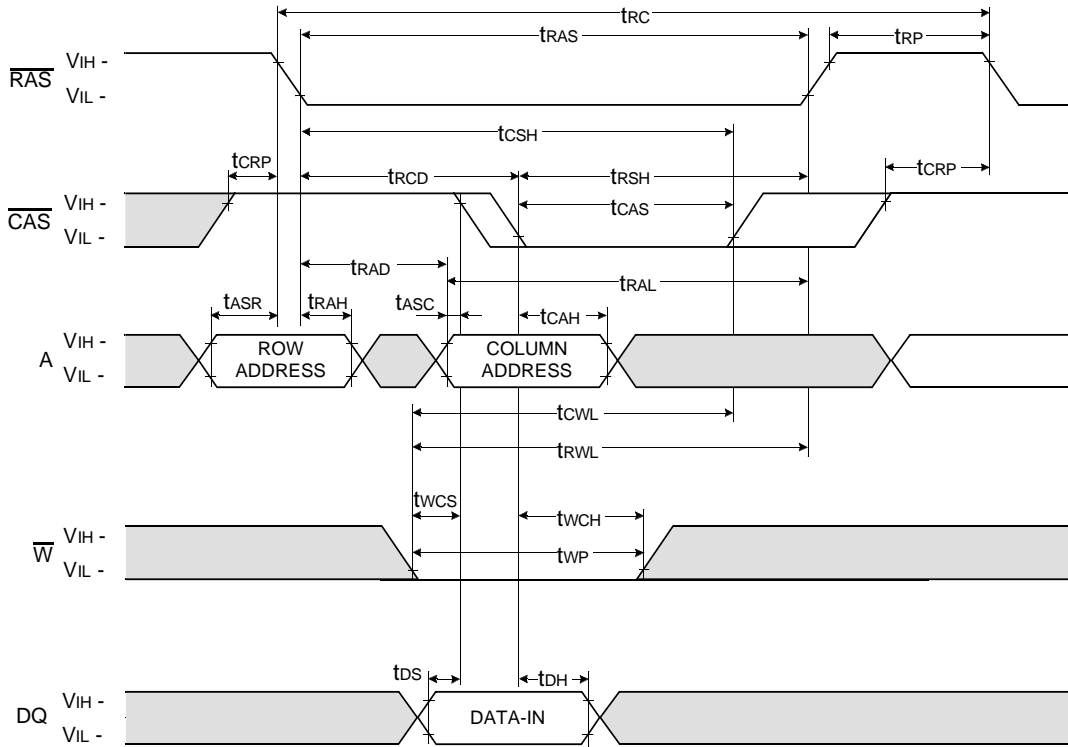 tRC
tRAS
tRP
RAS
VIH -
VIL -
tCSH
tCRP
tRCD
tRSH
tCRP
CAS
VIH -
VIL -
tCAS
tRAD
tRAL
tASR
tRAH
tASC
tCAH
A
VIH -
VIL -
ROW
ADDRESS
COLUMN
ADDRESS
tCWL
tRWL
tWCS
tWCH
W
VIH -
VIL -
tWP
tDS
tDH
DQ
VIH -
VIL -
DATA-IN